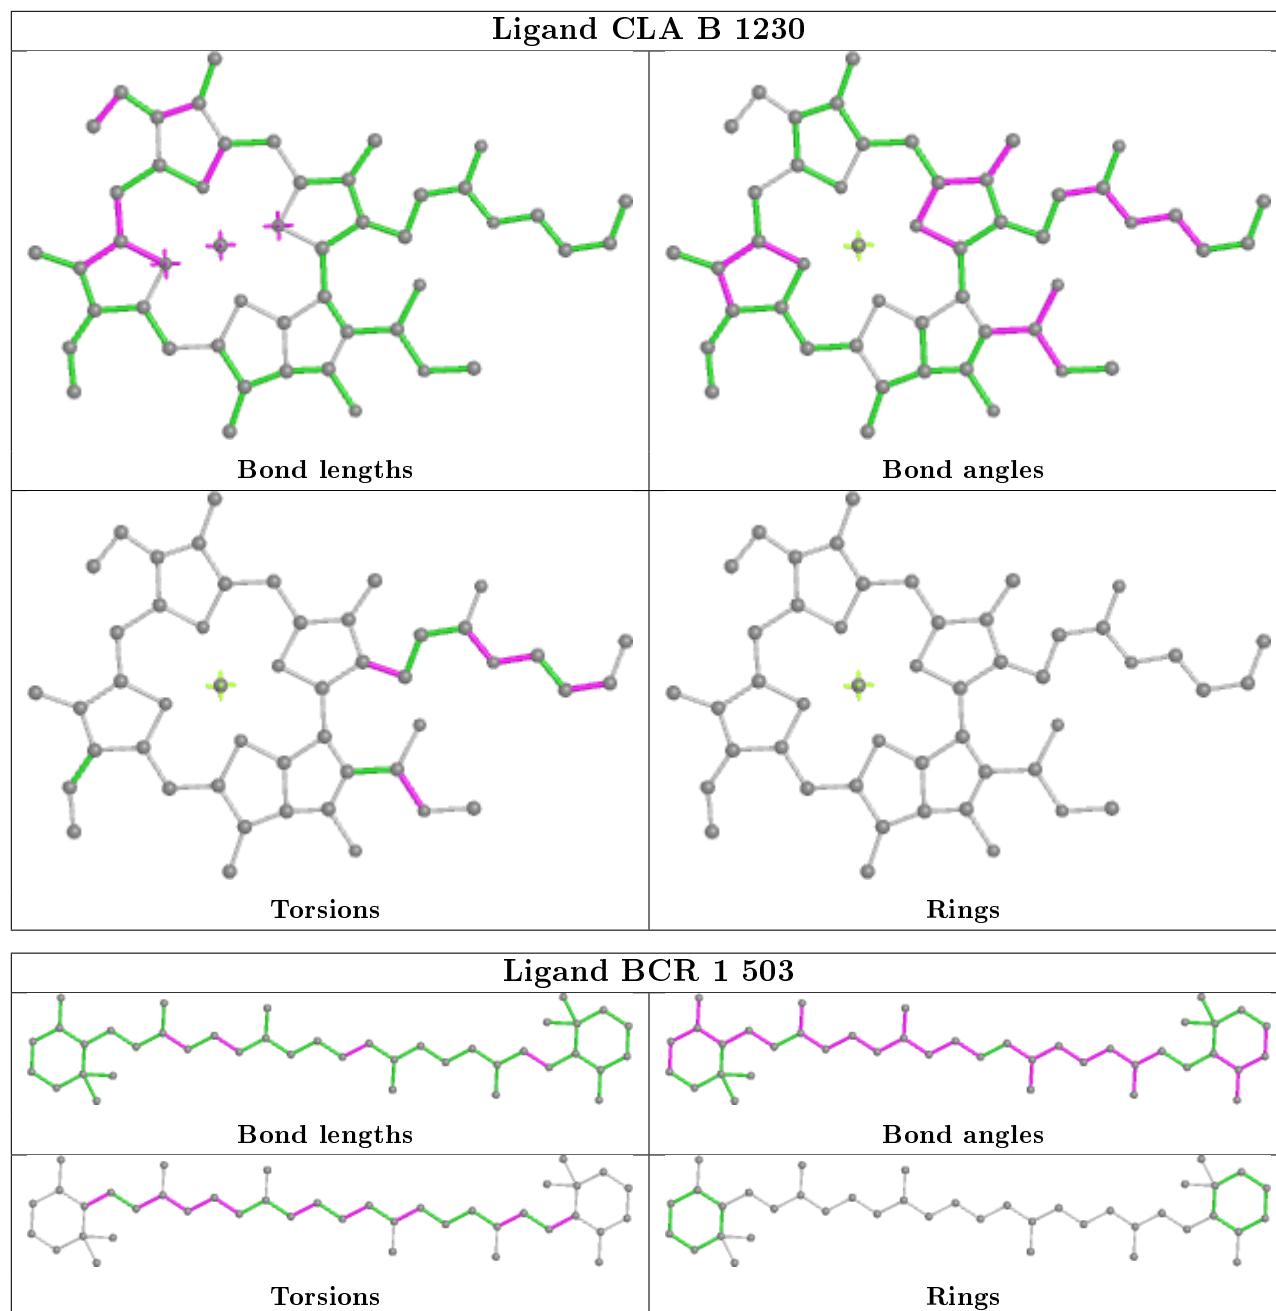 Ligand CLA B 1230
Bond lengths
Bond angles
Torsions
Rings
Ligand BCR 1 503
Bond lengths
Bond angles
Torsions
Rings